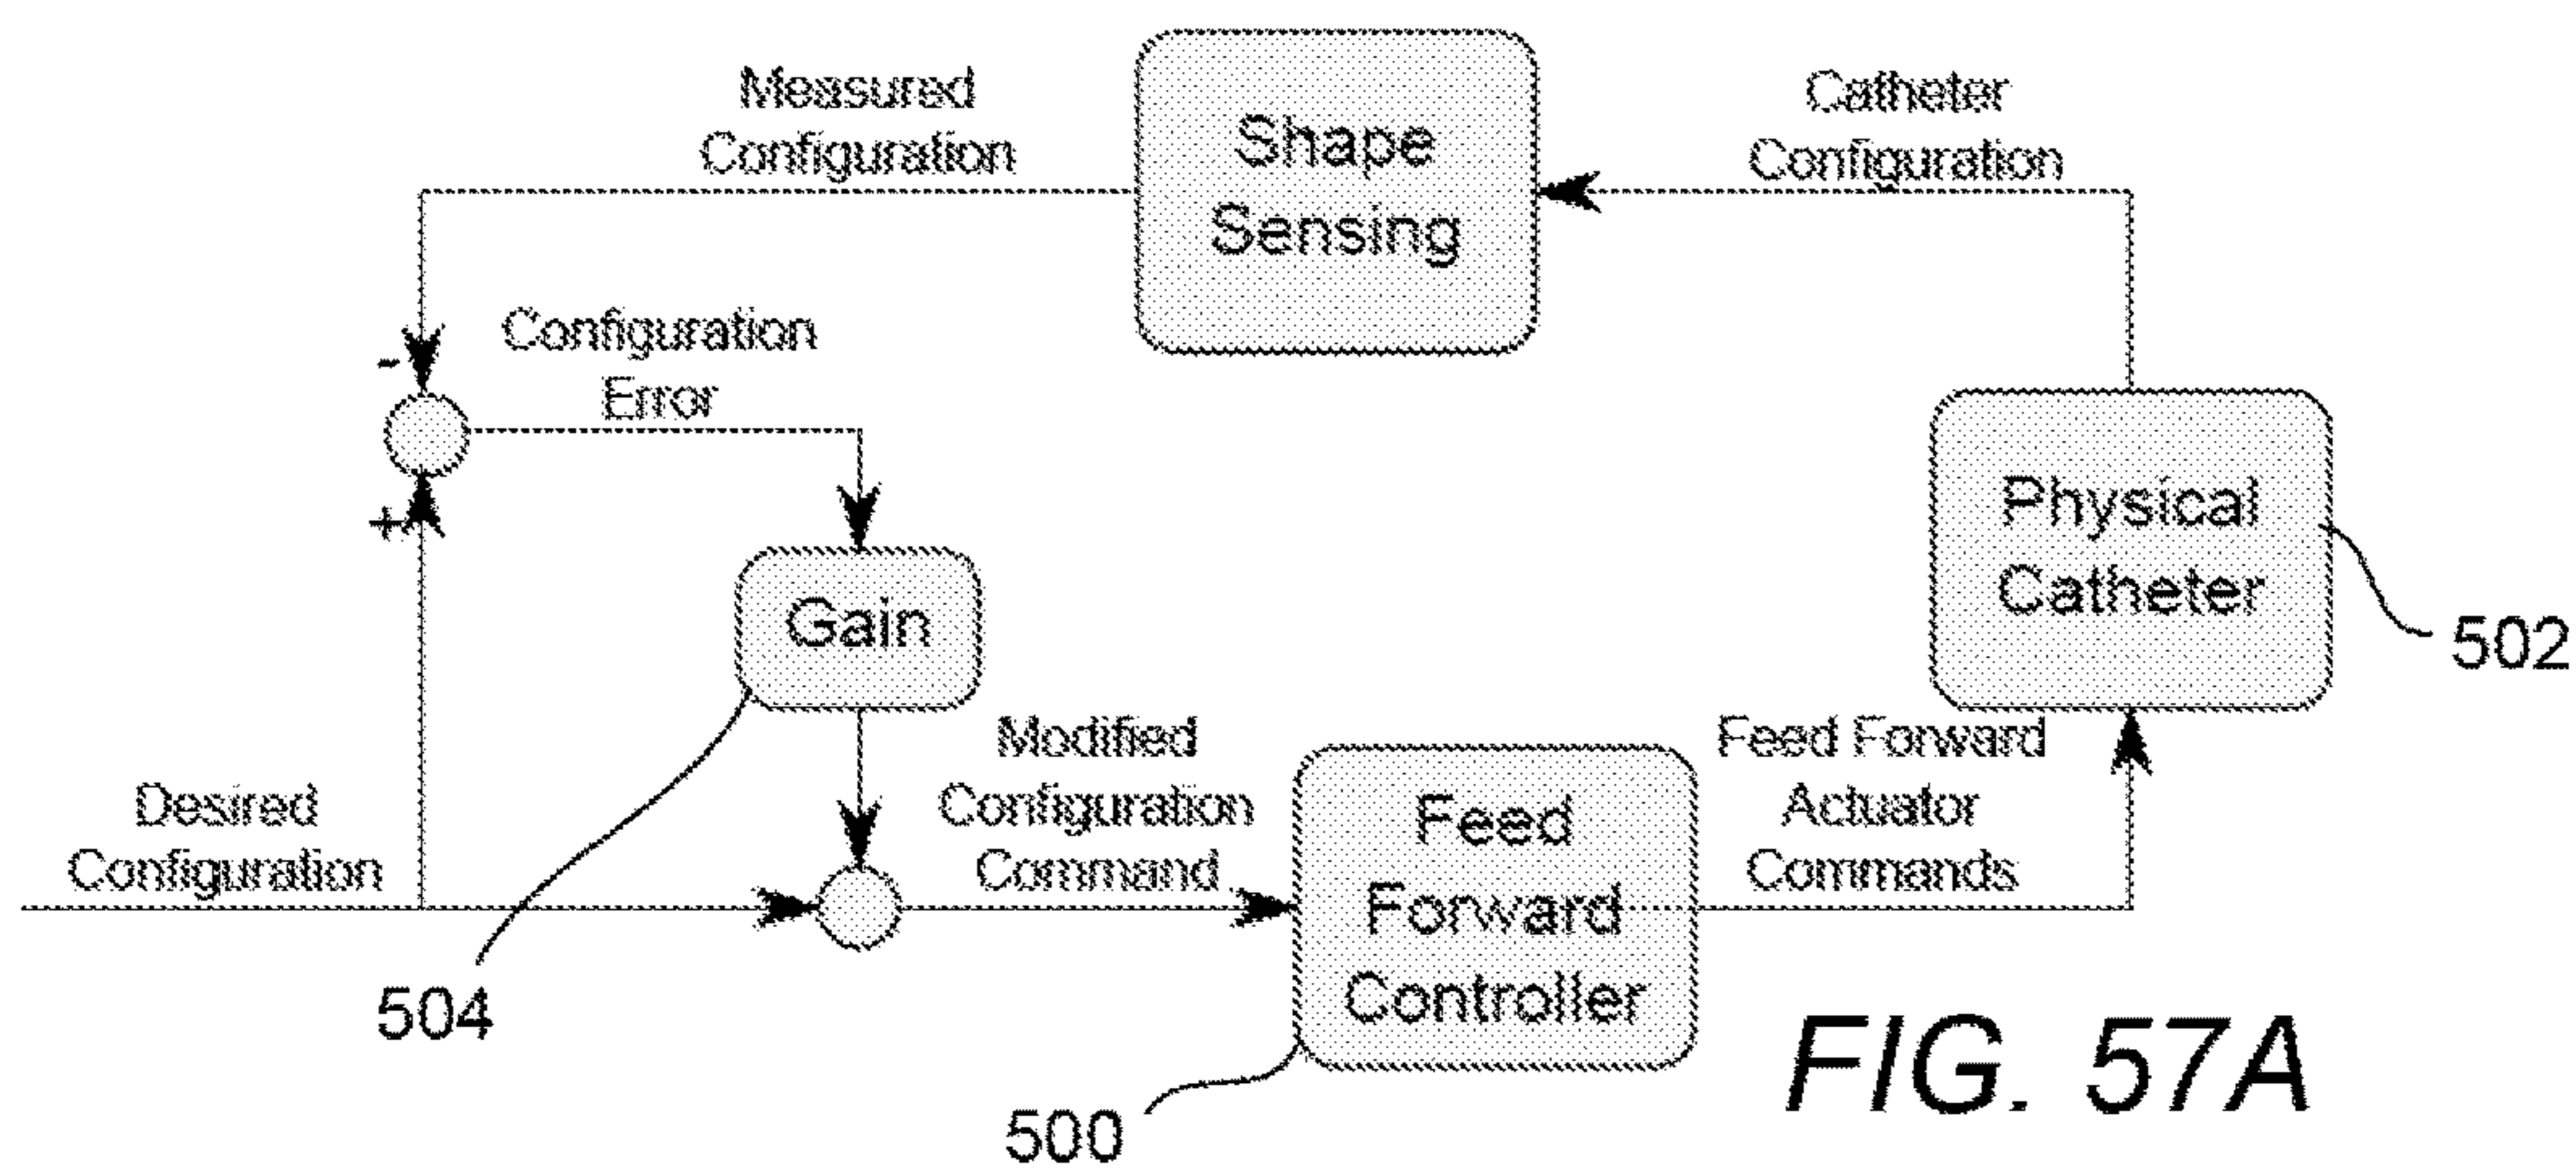 Measured
Configuration
Shape
Sensing
Catheter
Configuration
-
Configuration
Error
+
Gain
Physical
Catheter
502
Desired
Configuration
Modified
Configuration
Command
Feed
Forward
Controller
Feed Forward
Actuator
Commands
504
500
FIG. 57A